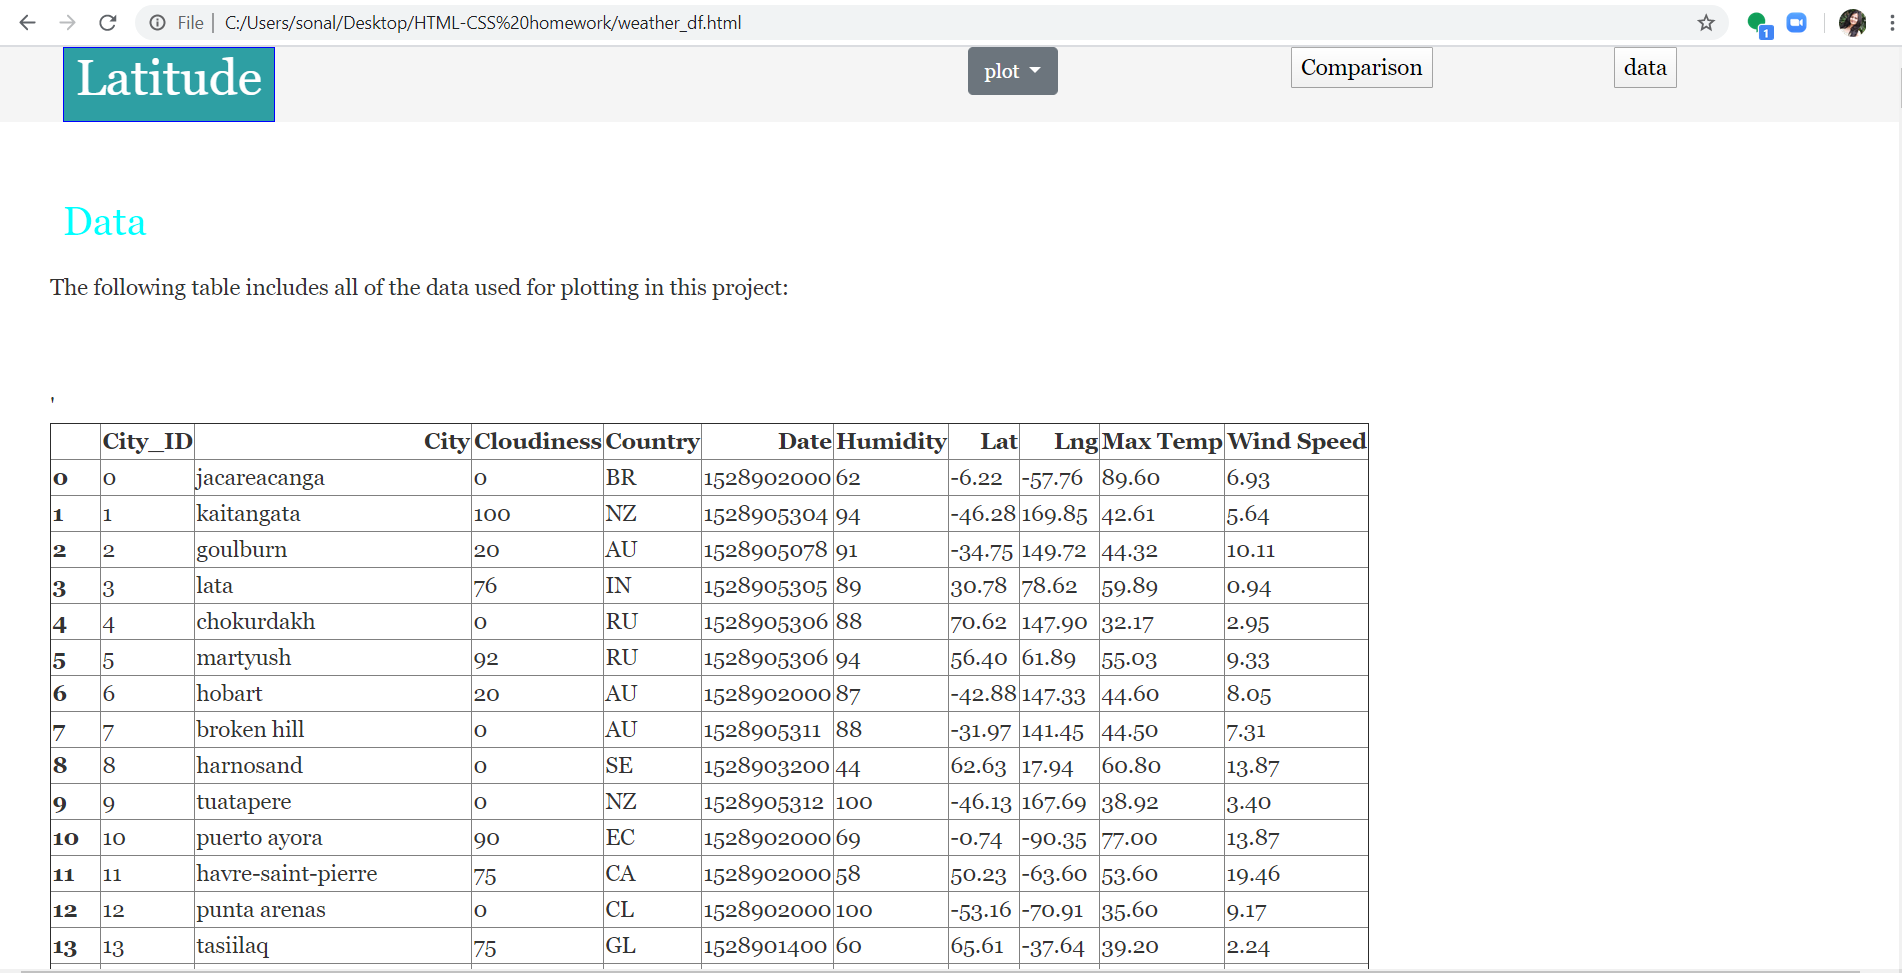 File | C:/Users/sonal/Desktop/HTML-CSS%20homework/weather_df.html
1
Latitude plot Comparison data
Data
The following table includes all of the data used for plotting in this project:
'
City_ID City Cloudiness Country Date Humidity Lat Lng Max Temp Wind Speed
0 0 jacareacanga 0 BR 1528902000 62 -6.22 -57.76 89.60 6.93
1 1 kaitangata 100 NZ 1528905304 94 -46.28 169.85 42.61 5.64
2 2 goulburn 20 AU 1528905078 91 -34.75 149.72 44.32 10.11
3 3 lata 76 IN 1528905305 89 30.78 78.62 59.89 0.94
4 4 chokurdakh 0 RU 1528905306 88 70.62 147.90 32.17 2.95
5 5 martyush 92 RU 1528905306 94 56.40 61.89 55.03 9.33
6 6 hobart 20 AU 1528902000 87 -42.88 147.33 44.60 8.05
7 7 broken hill 0 AU 1528905311 88 -31.97 141.45 44.50 7.31
8 8 harnosand 0 SE 1528903200 44 62.63 17.94 60.80 13.87
9 9 tuatapere 0 NZ 1528905312 100 -46.13 167.69 38.92 3.40
10 10 puerto ayora 90 EC 1528902000 69 -0.74 -90.35 77.00 13.87
11 11 havre-saint-pierre 75 CA 1528902000 58 50.23 -63.60 53.60 19.46
12 12 punta arenas 0 CL 1528902000 100 -53.16 -70.91 35.60 9.17
13 13 tasiilaq 75 GL 1528901400 60 65.61 -37.64 39.20 2.24